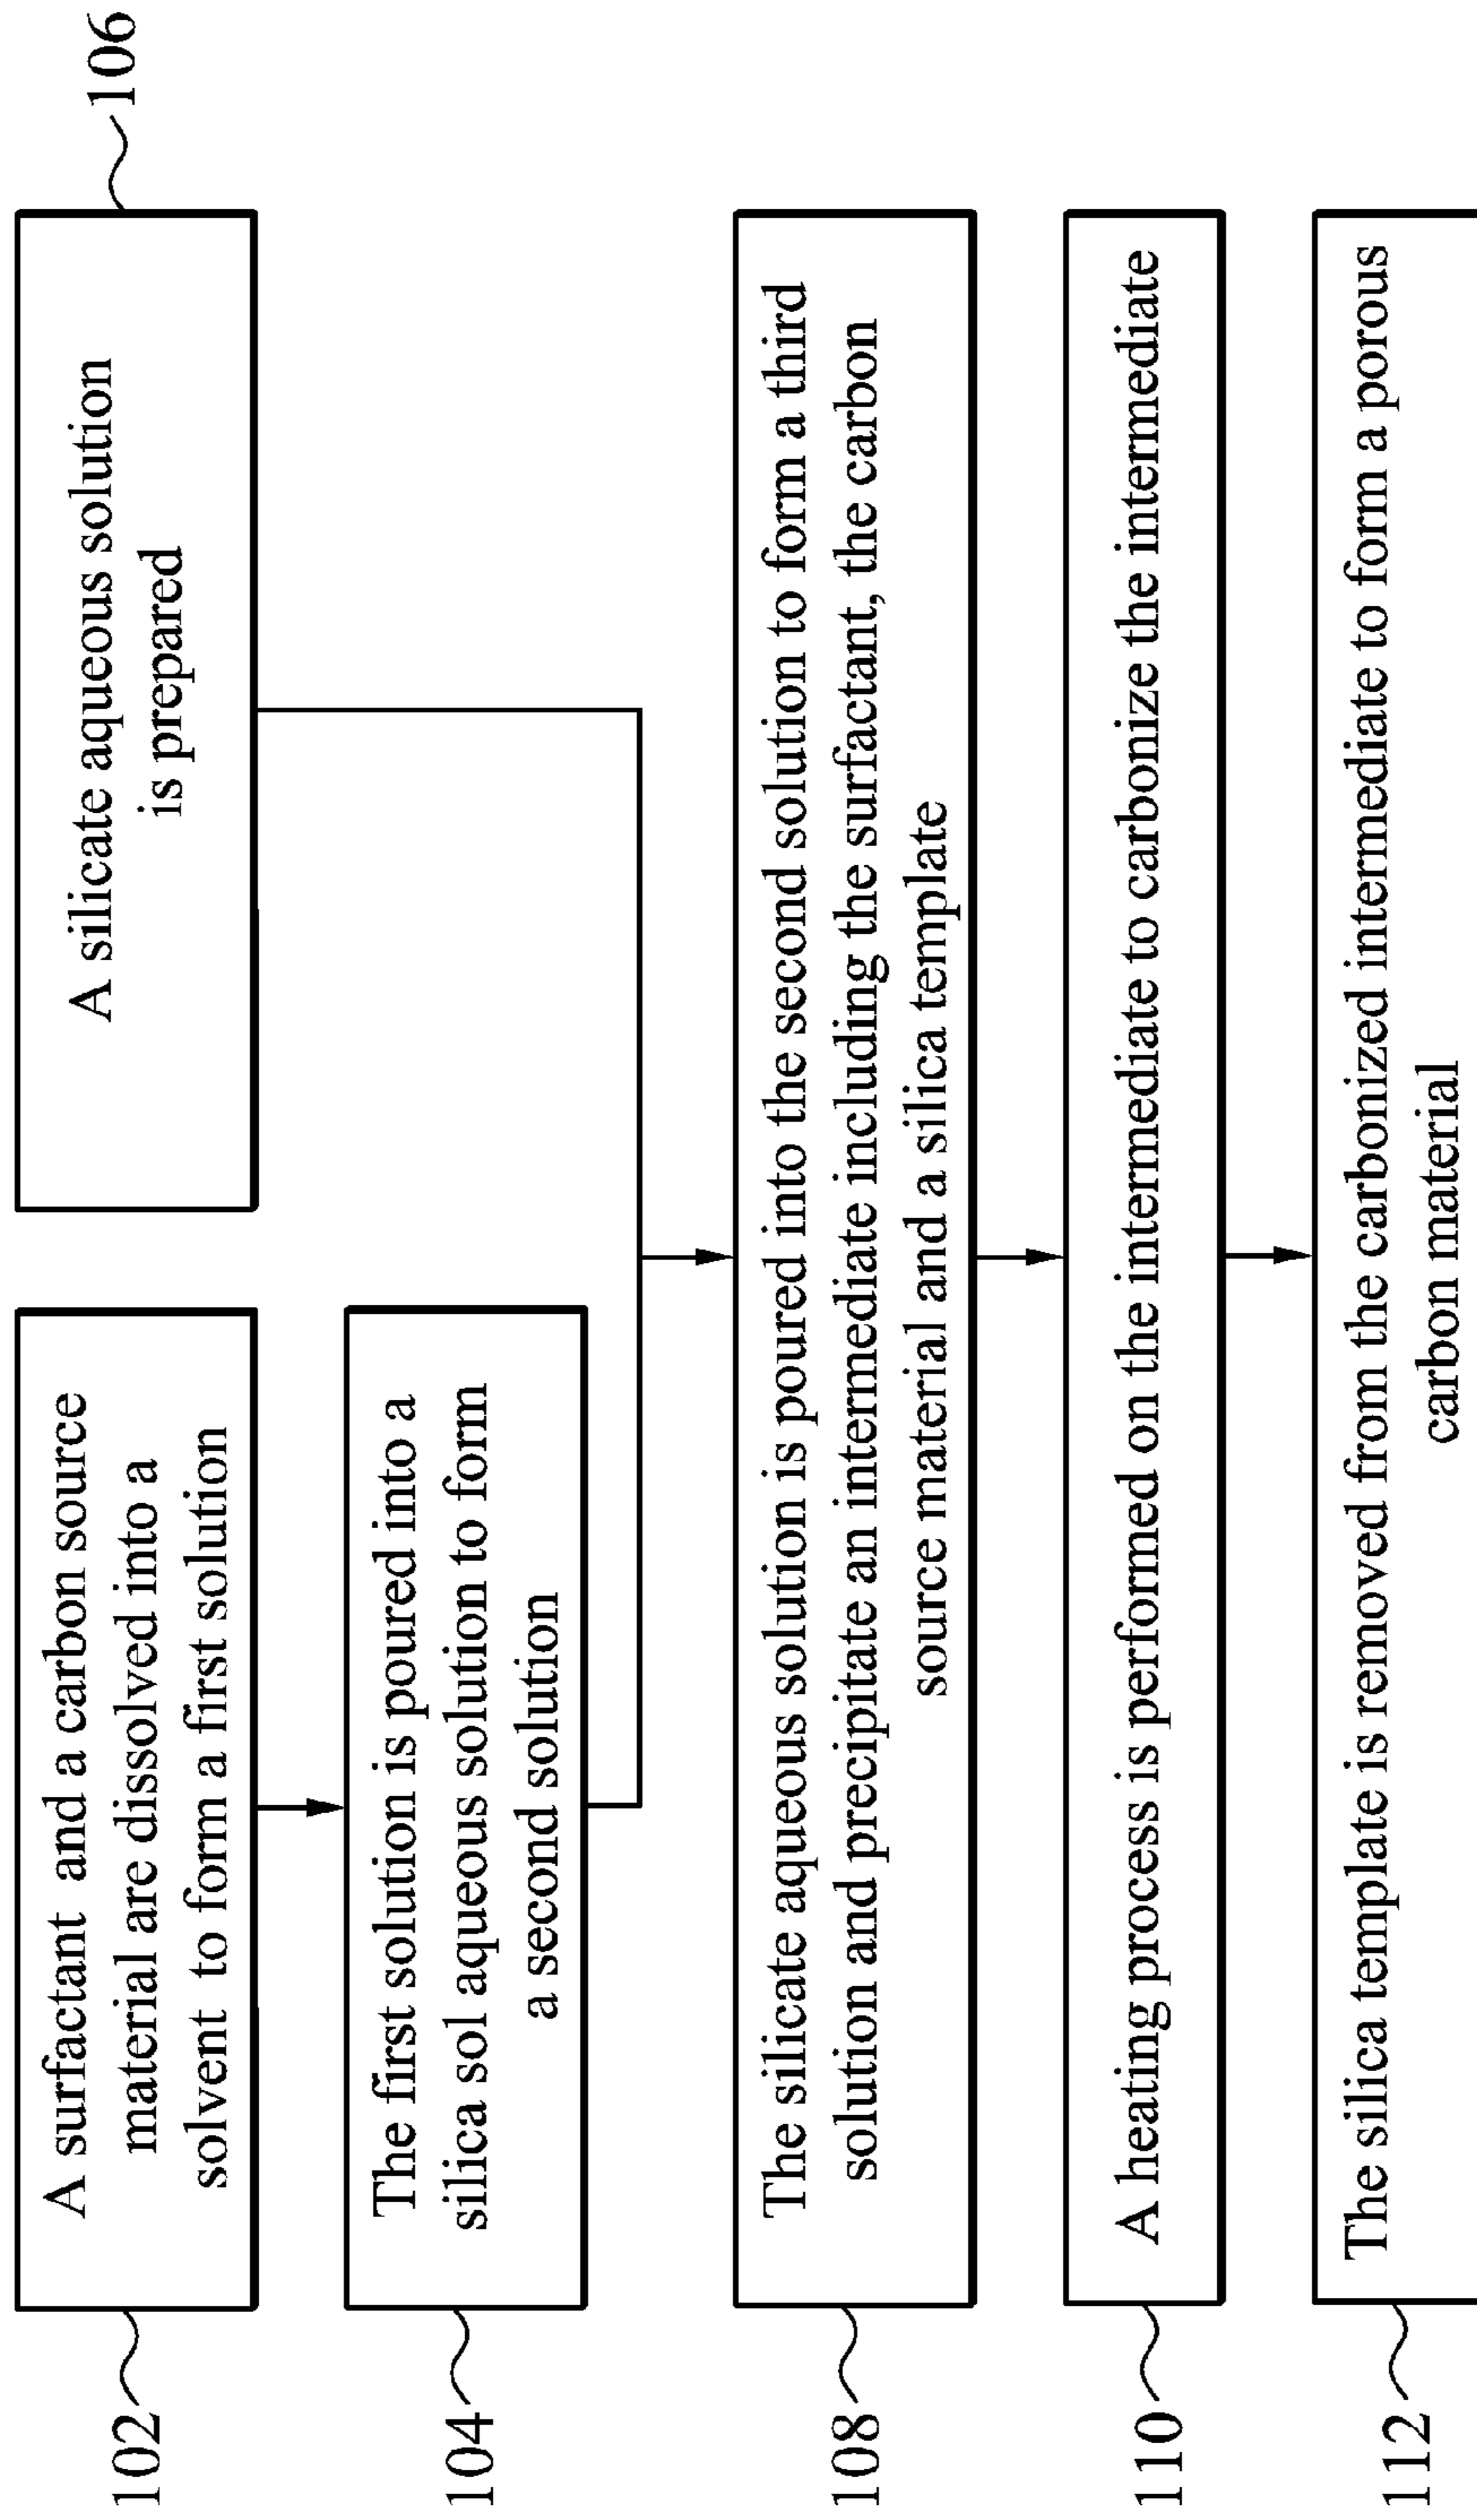 102
A surfactant and a carbon source
material are dissolved into a
solvent to form a first solution
A silicate aqueous solution
is prepared
106
104
The first solution is poured into a
silica sol aqueous solution to form
a second solution
108
The silicate aqueous solution is poured into the second solution to form a third
solution and precipitate an intermediate including the surfactant, the carbon
source material and a silica template
110
A heating process is performed on the intermediate to carbonize the intermediate
112
The silica template is removed from the carbonized intermediate to form a porous
carbon material